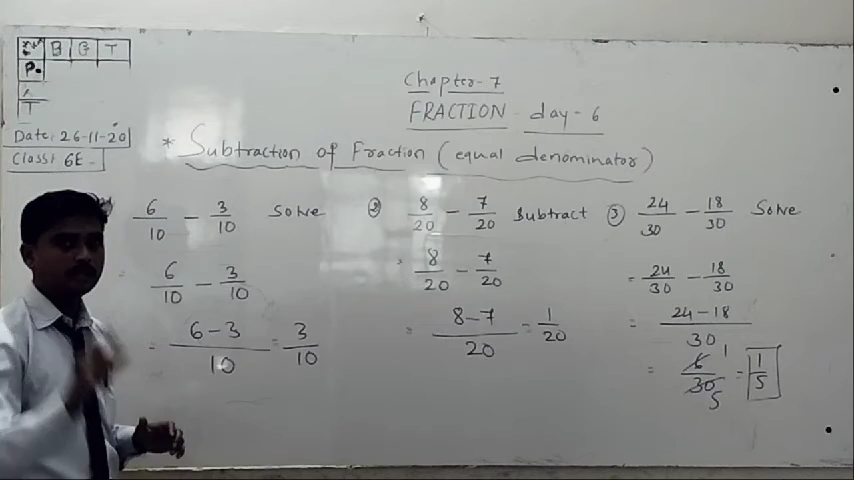 B G T
P.
A
T
Chapter-7
FRACTION day-6
Date: 26-11-20
Class: 6E
* Subtraction of Fraction (equal denominator)
6/10 - 3/10 Solve
6/10 - 3/10
= 6-3/10 = 3/10
② 8/20 - 7/20 Subtract
8/20 - 7/20
= 8-7/20 = 1/20
③ 24/30 - 18/30 Solve
= 24/30 - 18/30
= 24-18/30
= 6/30 1 5 = 1/5